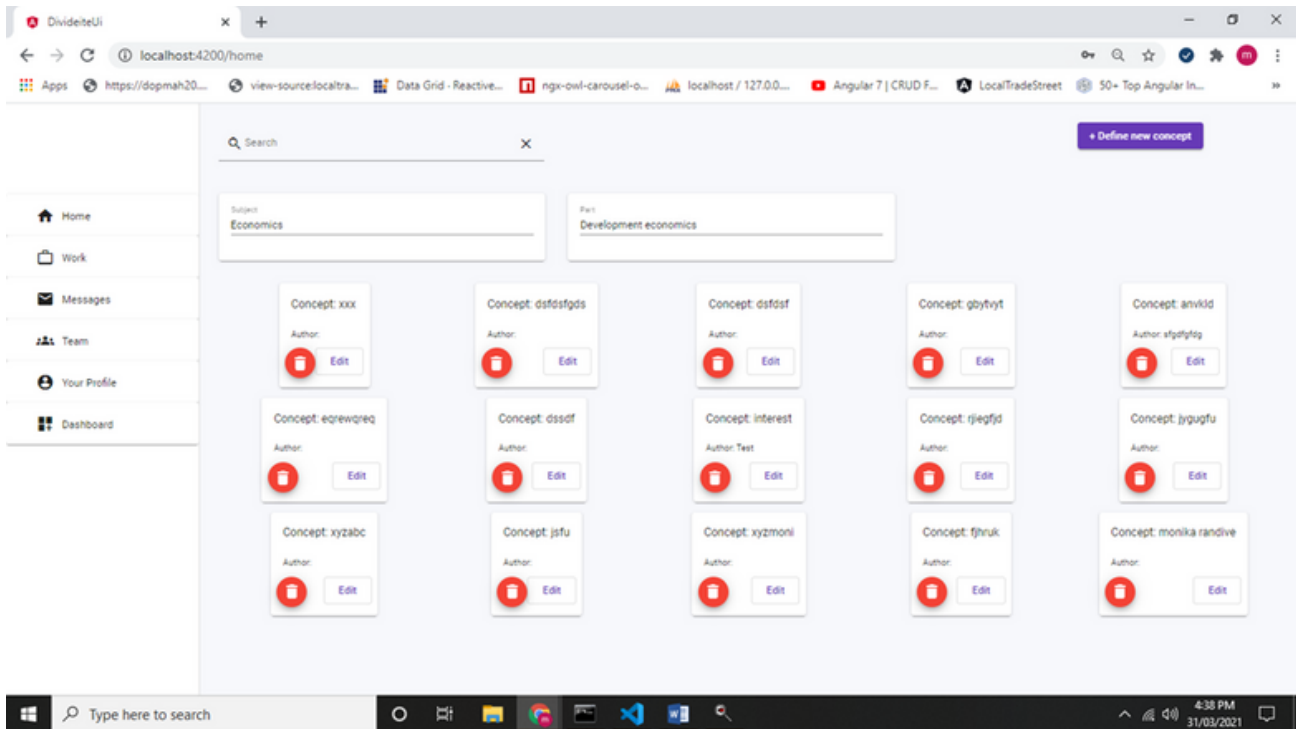 DivideiteUi
localhost:4200/home
m
Apps
https://dopmah20...
view-source:localtra...
Data Grid - Reactive...
ngx-owl-carousel-o...
localhost / 127.0.0....
Angular 7 | CRUD F...
LocalTradeStreet
50+ Top Angular In...
Search
+ Define new concept
Home
Work
Messages
Team
Your Profile
Dashboard
Subject
Economics
Part
Development economics
Concept: xxx
Author:
Edit
Concept: dsfdsfgds
Author:
Edit
Concept: dsfdsf
Author:
Edit
Concept: gbytvyt
Author:
Edit
Concept: anvkld
Author: sfgdfgfdg
Edit
Concept: eqrewqreq
Author:
Edit
Concept: dssdf
Author:
Edit
Concept: interest
Author: Test
Edit
Concept: rjiegfjd
Author:
Edit
Concept: jygugfu
Author:
Edit
Concept: xyzabc
Author:
Edit
Concept: jsfu
Author:
Edit
Concept: xyzmoni
Author:
Edit
Concept: fjhruk
Author:
Edit
Concept: monika randive
Author:
Edit
Type here to search
4:38 PM
31/03/2021